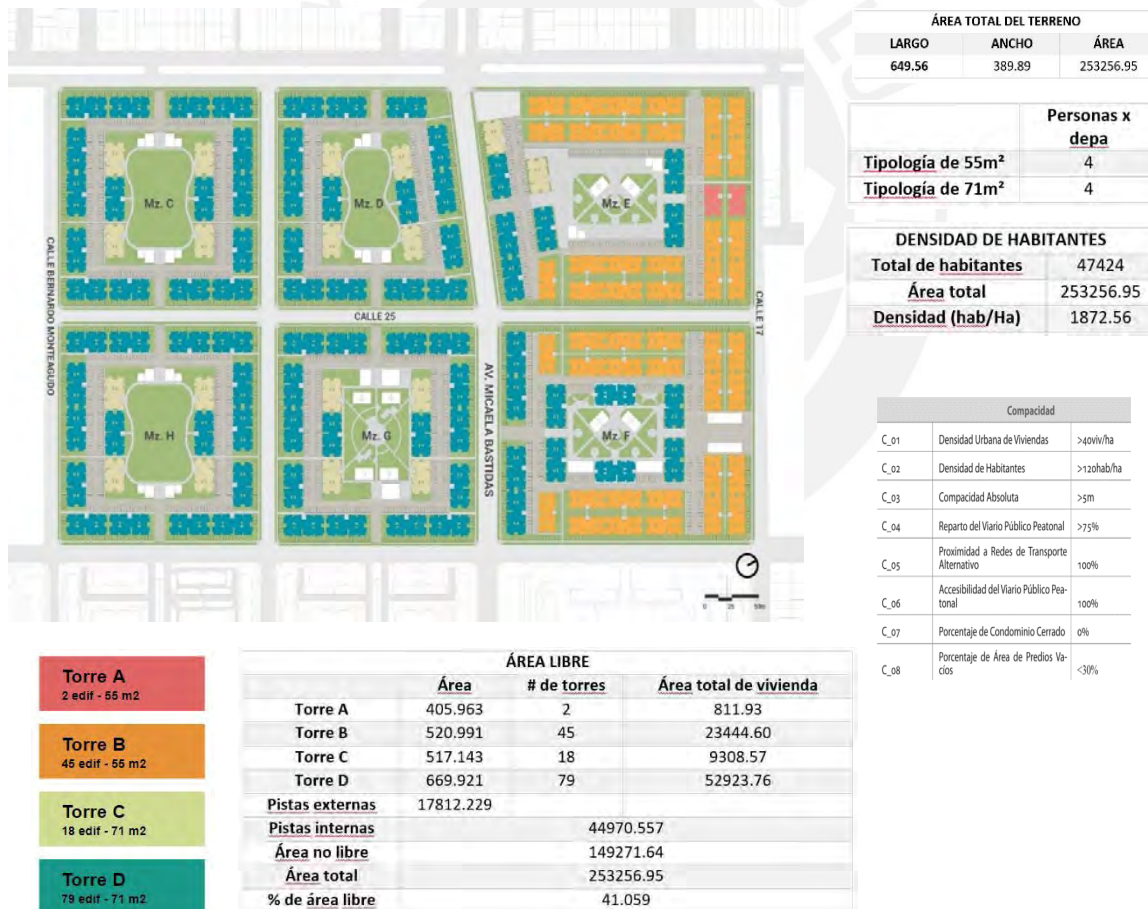 ÁREA TOTAL DEL TERRENO
LARGO ANCHO ÁREA
649.56 389.89 253256.95
Personas x
depa
Tipología de 55m² 4
Tipología de 71m² 4
DENSIDAD DE HABITANTES
Total de habitantes 47424
Área total 253256.95
Densidad (hab/Ha) 1872.56
Mz. C
Mz. D
Mz. E
CALLE BERNARDO MONTEAGUDO
CALLE 25
CALLE 17
AV. MICAELA BASTIDAS
Mz. H
Mz. G
Mz. F
0 25 50m
Compacidad
C_01 Densidad Urbana de Viviendas >40viv/ha
C_02 Densidad de Habitantes >120hab/ha
C_03 Compacidad Absoluta >5m
C_04 Reparto del Viario Público Peatonal >75%
C_05 Proximidad a Redes de Transporte
Alternativo 100%
C_06 Accesibilidad del Viario Público Pea-
tonal 100%
C_07 Porcentaje de Condominio Cerrado 0%
C_08 Porcentaje de Área de Predios Va-
cíos <30%
Torre A
2 edif - 55 m2
Torre B
45 edif - 55 m2
Torre C
18 edif - 71 m2
Torre D
79 edif - 71 m2
ÁREA LIBRE
Área # de torres Área total de vivienda
Torre A 405.963 2 811.93
Torre B 520.991 45 23444.60
Torre C 517.143 18 9308.57
Torre D 669.921 79 52923.76
Pistas externas 17812.229
Pistas internas 44970.557
Área no libre 149271.64
Área total 253256.95
% de área libre 41.059